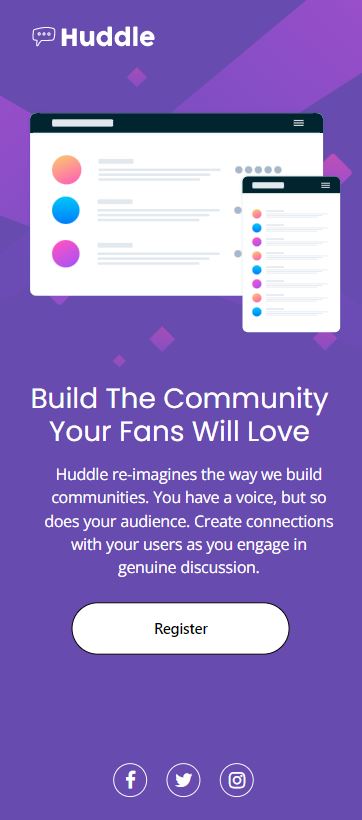 Huddle
Build The Community
Your Fans Will Love
Huddle re-imagines the way we build
communities. You have a voice, but so
does your audience. Create connections
with your users as you engage in
genuine discussion.
Register